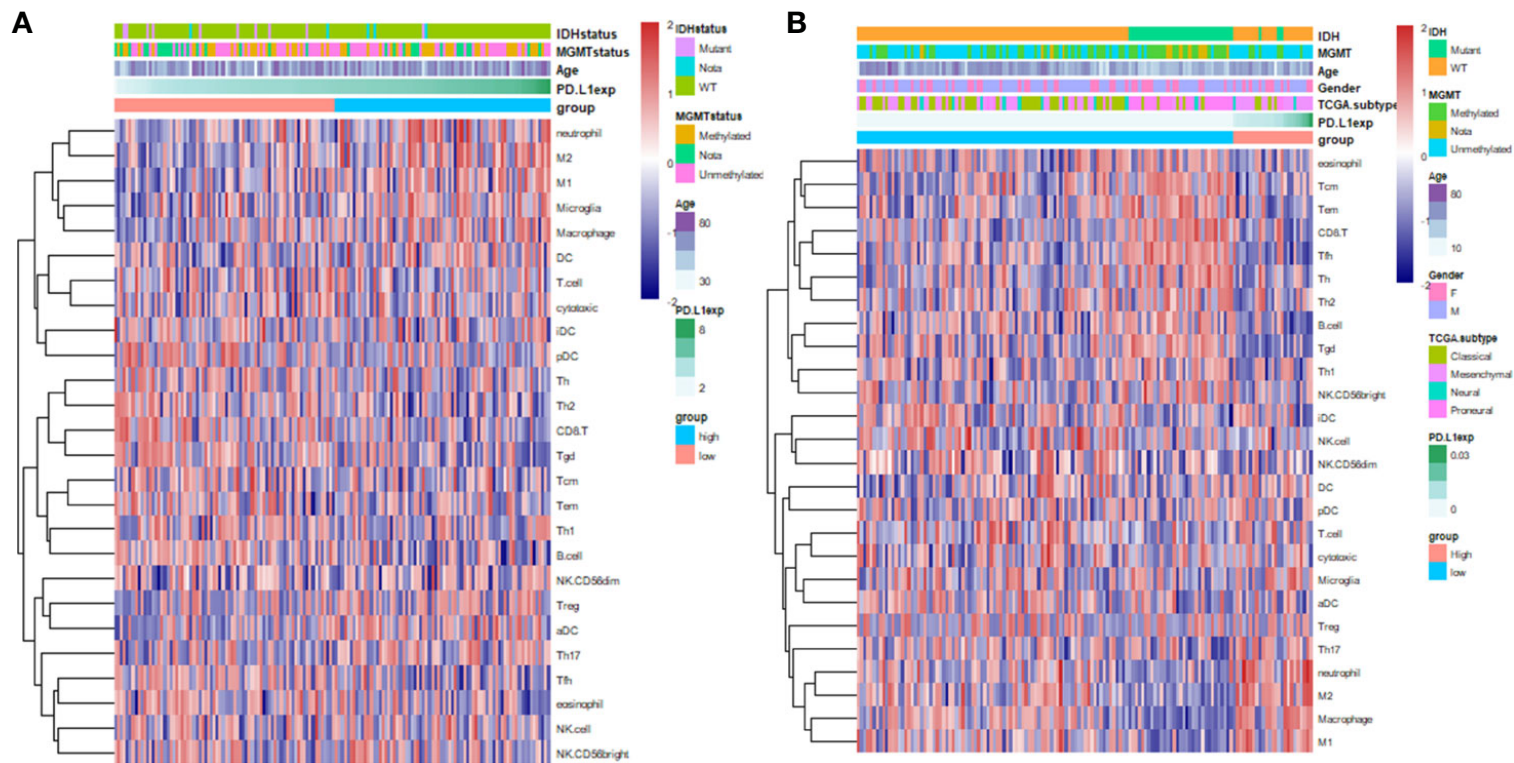 A
IDHstatus
MGMTstatus
Age
PD.L1exp
group
neutrophil
M2
M1
Microglia
Macrophage
DC
T.cell
cytotoxic
iDC
pDC
Th
Th2
CD8.T
Tgd
Tcm
Tem
Th1
B.cell
NK.CD56dim
Treg
aDC
Th17
Tfh
eosinophil
NK.cell
NK.CD56bright
2
1
0
-1
-2
IDHstatus
Mutant
Nota
WT
MGMTstatus
Methylated
Nota
Unmethylated
Age
80
30
PD.L1exp
8
2
group
high
low
B
IDH
MGMT
Age
Gender
TCGA.subtype
PD.L1exp
group
eosinophil
Tcm
Tem
CD8.T
Tfh
Th
Th2
B.cell
Tgd
Th1
NK.CD56bright
iDC
NK.cell
NK.CD56dim
DC
pDC
T.cell
cytotoxic
Microglia
aDC
Treg
Th17
neutrophil
M2
Macrophage
M1
2
1
0
-1
-2
IDH
Mutant
WT
MGMT
Methylated
Nota
Unmethylated
Age
80
10
Gender
F
M
TCGA.subtype
Classical
Mesenchymal
Neural
Proneural
PD.L1exp
0.03
0
group
High
low